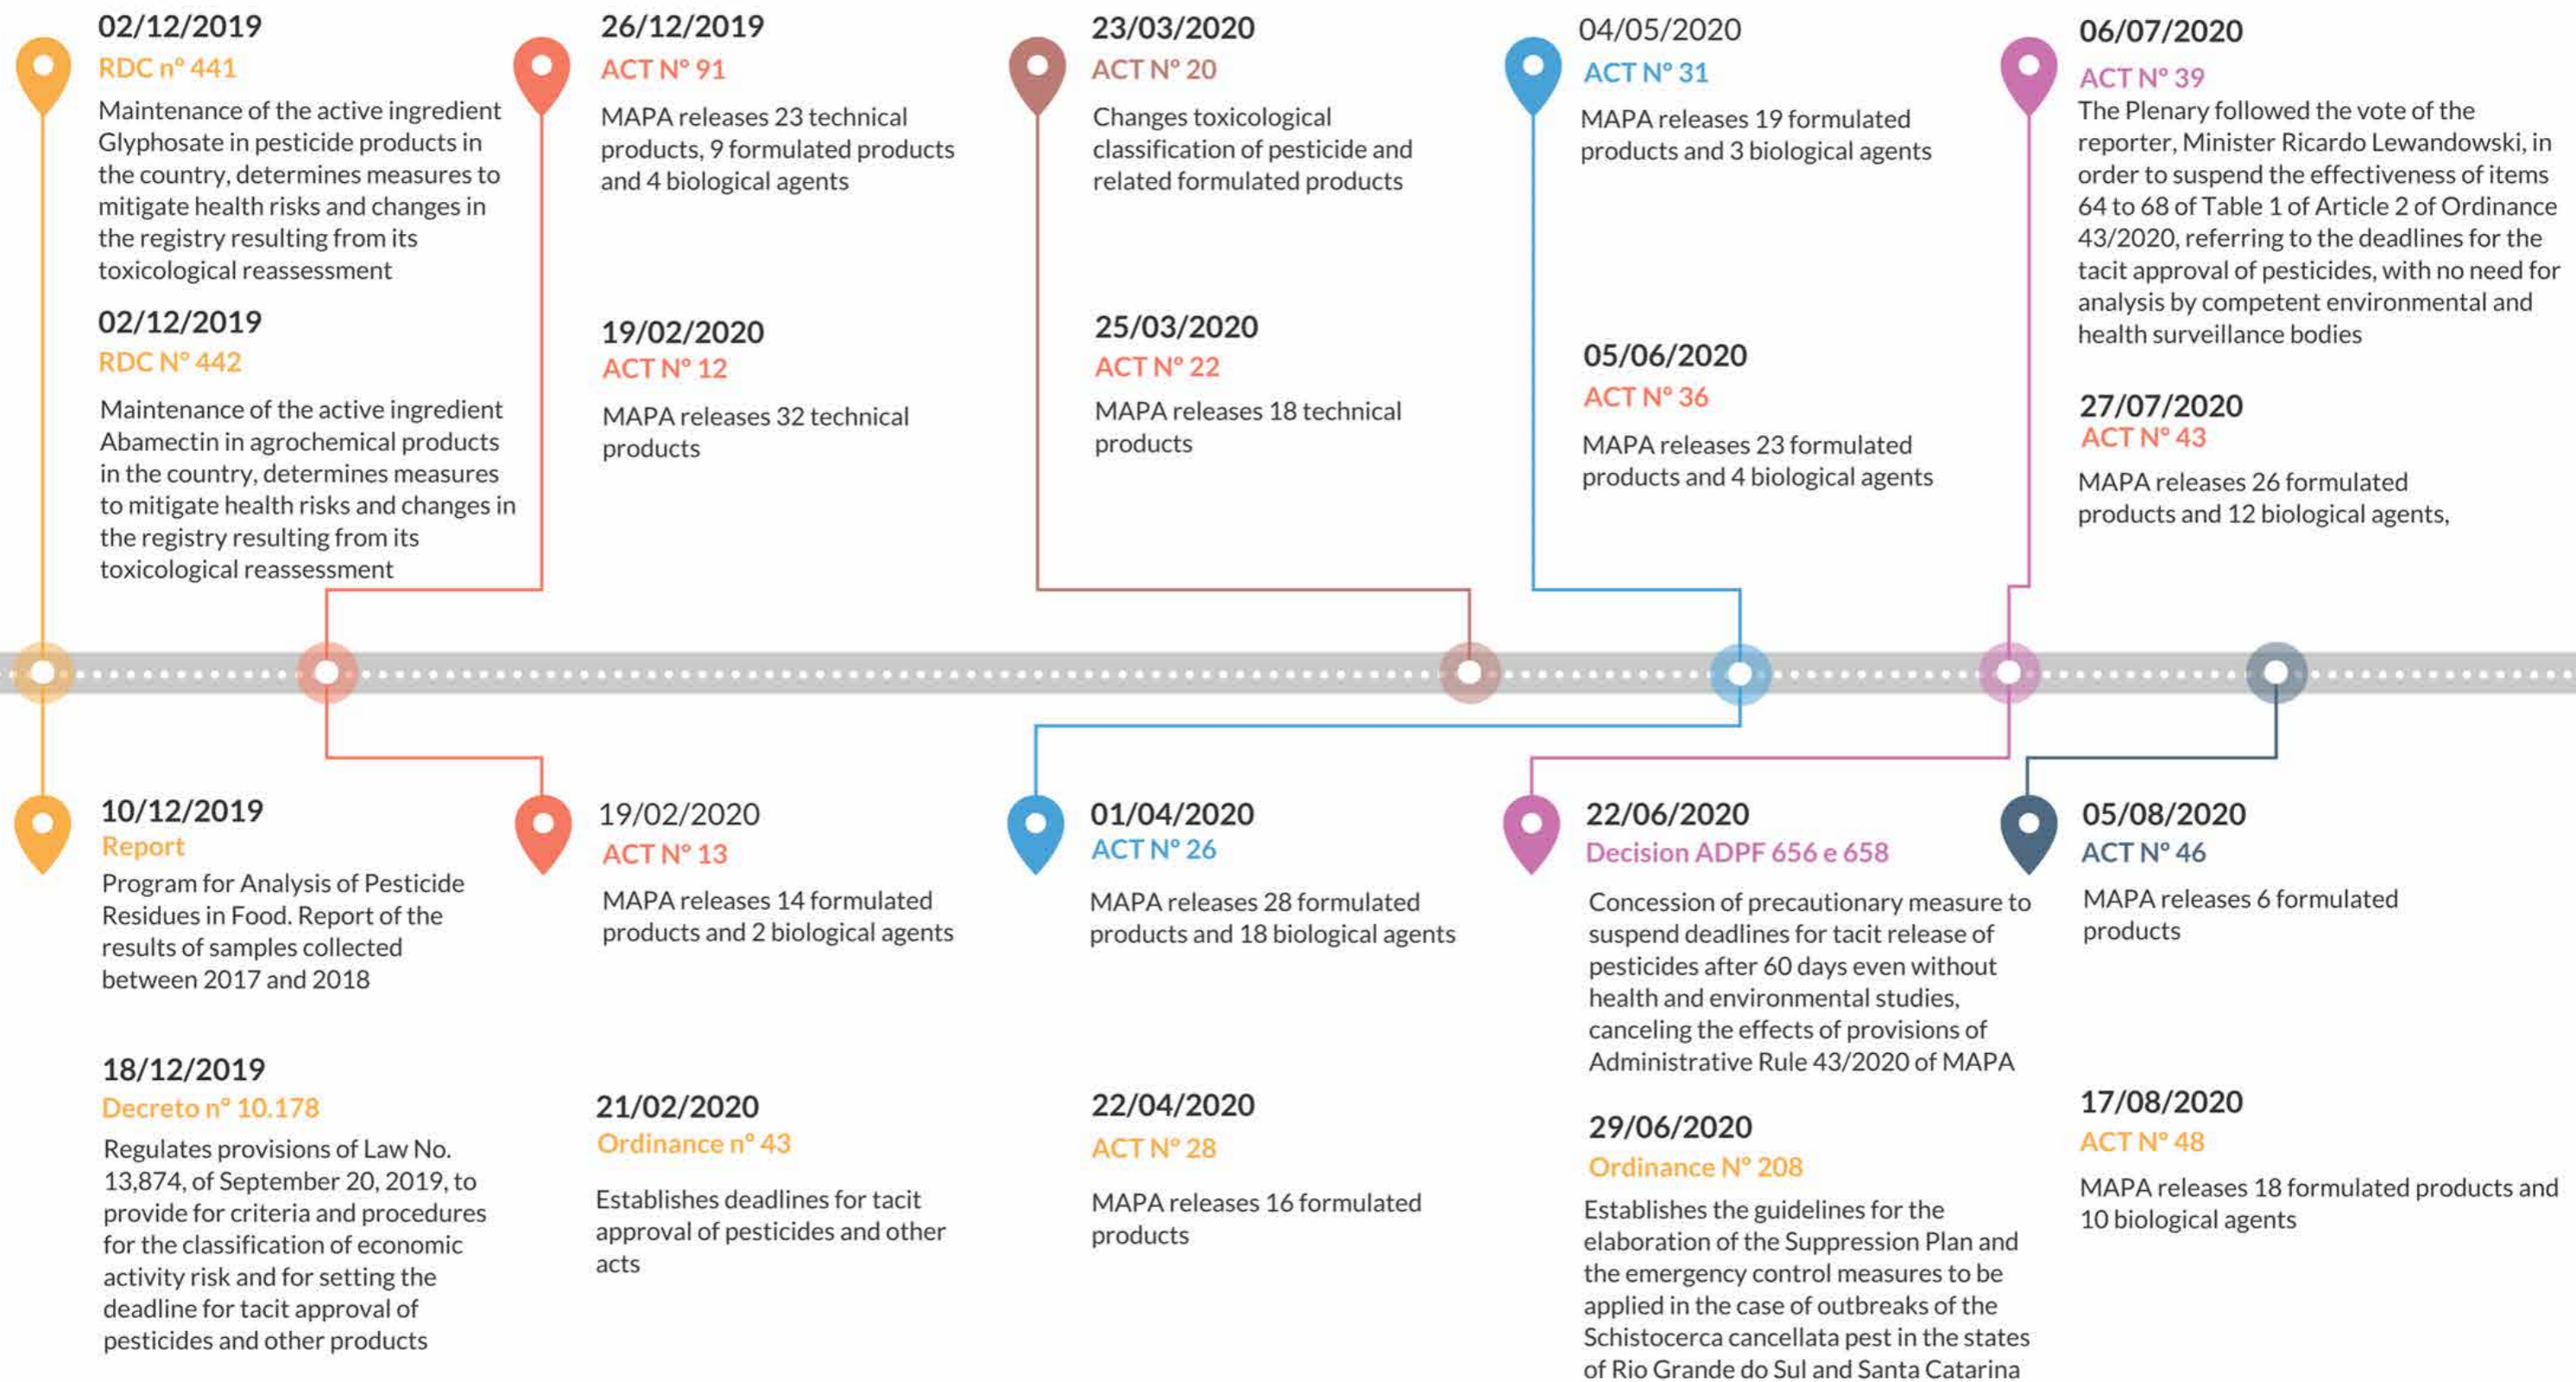 02/12/2019
RDC nº 441
Maintenance of the active ingredient
Glyphosate in pesticide products in
the country, determines measures to
mitigate health risks and changes in
the registry resulting from its
toxicological reassessment
02/12/2019
RDC Nº 442
Maintenance of the active ingredient
Abamectin in agrochemical products
in the country, determines measures
to mitigate health risks and changes in
the registry resulting from its
toxicological reassessment
26/12/2019
ACT Nº 91
MAPA releases 23 technical
products, 9 formulated products
and 4 biological agents
19/02/2020
ACT Nº 12
MAPA releases 32 technical
products
23/03/2020
ACT Nº 20
Changes toxicological
classification of pesticide and
related formulated products
25/03/2020
ACT Nº 22
MAPA releases 18 technical
products
04/05/2020
ACT Nº 31
MAPA releases 19 formulated
products and 3 biological agents
05/06/2020
ACT Nº 36
MAPA releases 23 formulated
products and 4 biological agents
06/07/2020
ACT Nº 39
The Plenary followed the vote of the
reporter, Minister Ricardo Lewandowski, in
order to suspend the effectiveness of items
64 to 68 of Table 1 of Article 2 of Ordinance
43/2020, referring to the deadlines for the
tacit approval of pesticides, with no need for
analysis by competent environmental and
health surveillance bodies
27/07/2020
ACT Nº 43
MAPA releases 26 formulated
products and 12 biological agents,
10/12/2019
Report
Program for Analysis of Pesticide
Residues in Food. Report of the
results of samples collected
between 2017 and 2018
18/12/2019
Decreto nº 10.178
Regulates provisions of Law No.
13,874, of September 20, 2019, to
provide for criteria and procedures
for the classification of economic
activity risk and for setting the
deadline for tacit approval of
pesticides and other products
19/02/2020
ACT Nº 13
MAPA releases 14 formulated
products and 2 biological agents
21/02/2020
Ordinance nº 43
Establishes deadlines for tacit
approval of pesticides and other
acts
01/04/2020
ACT Nº 26
MAPA releases 28 formulated
products and 18 biological agents
22/04/2020
ACT Nº 28
MAPA releases 16 formulated
products
22/06/2020
Decision ADPF 656 e 658
Concession of precautionary measure to
suspend deadlines for tacit release of
pesticides after 60 days even without
health and environmental studies,
canceling the effects of provisions of
Administrative Rule 43/2020 of MAPA
29/06/2020
Ordinance Nº 208
Establishes the guidelines for the
elaboration of the Suppression Plan and
the emergency control measures to be
applied in the case of outbreaks of the
Schistocerca cancellata pest in the states
of Rio Grande do Sul and Santa Catarina
05/08/2020
ACT Nº 46
MAPA releases 6 formulated
products
17/08/2020
ACT Nº 48
MAPA releases 18 formulated products and
10 biological agents